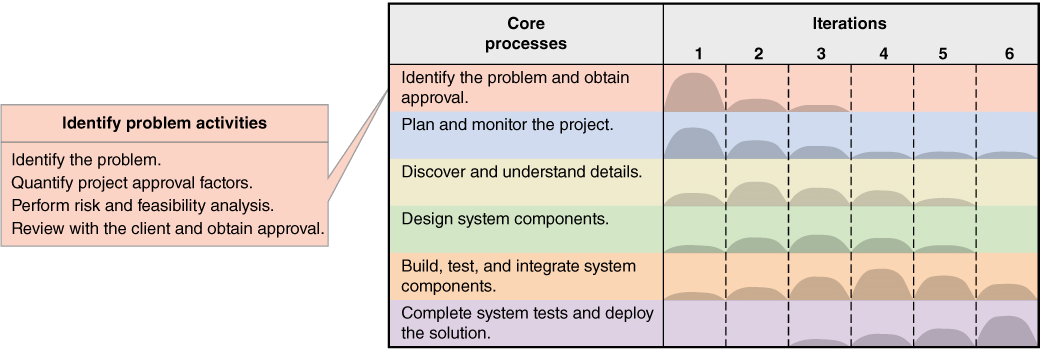 Identify problem activities
Identify the problem.
Quantify project approval factors.
Perform risk and feasibility analysis.
Review with the client and obtain approval.
Core
processes
Iterations
1 2 3 4 5 6
Identify the problem and obtain
approval.
Plan and monitor the project.
Discover and understand details.
Design system components.
Build, test, and integrate system
components.
Complete system tests and deploy
the solution.